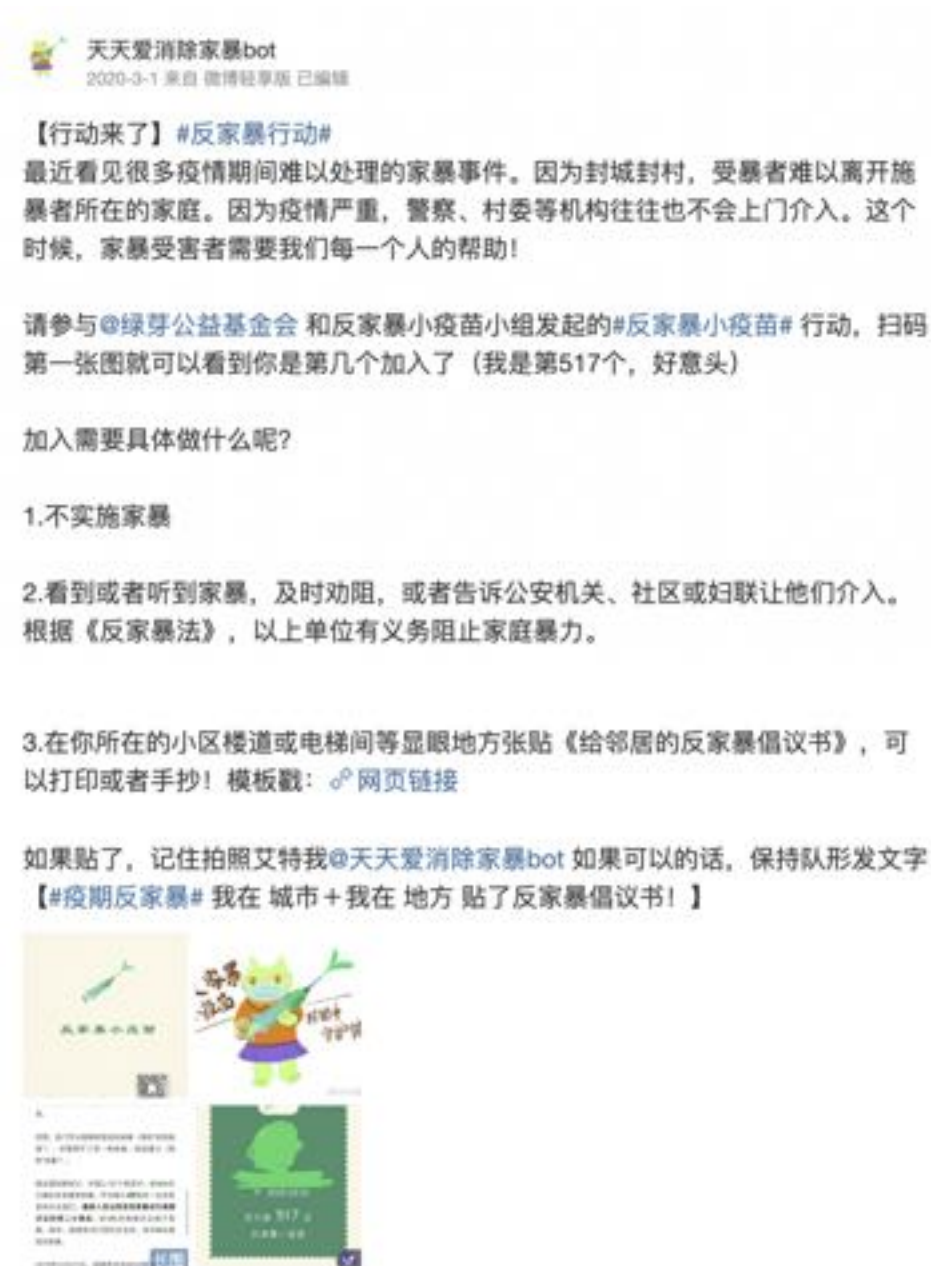 天天爱消除家暴bot
2020-3-1 来自 微博轻享版 已编辑
【行动来了】#反家暴行动#
最近看见很多疫情期间难以处理的家暴事件。因为封城封村，受暴者难以离开施
暴者所在的家庭。因为疫情严重，警察、村委等机构往往也不会上门介入。这个
时候，家暴受害者需要我们每一个人的帮助！
请参与@绿芽公益基金会 和反家暴小疫苗小组发起的#反家暴小疫苗# 行动，扫码
第一张图就可以看到你是第几个加入了（我是第517个，好意头）
加入需要具体做什么呢？
1.不实施家暴
2.看到或者听到家暴，及时劝阻，或者告诉公安机关、社区或妇联让他们介入。
根据《反家暴法》，以上单位有义务阻止家庭暴力。
3.在你所在的小区楼道或电梯间等显眼地方张贴《给邻居的反家暴倡议书》，可
以打印或者手抄！模板戳：网页链接
如果贴了，记住拍照艾特我@天天爱消除家暴bot 如果可以的话，保持队形发文字
【#疫期反家暴# 我在 城市＋我在 地方 贴了反家暴倡议书！】
反家暴小疫苗
517
长图